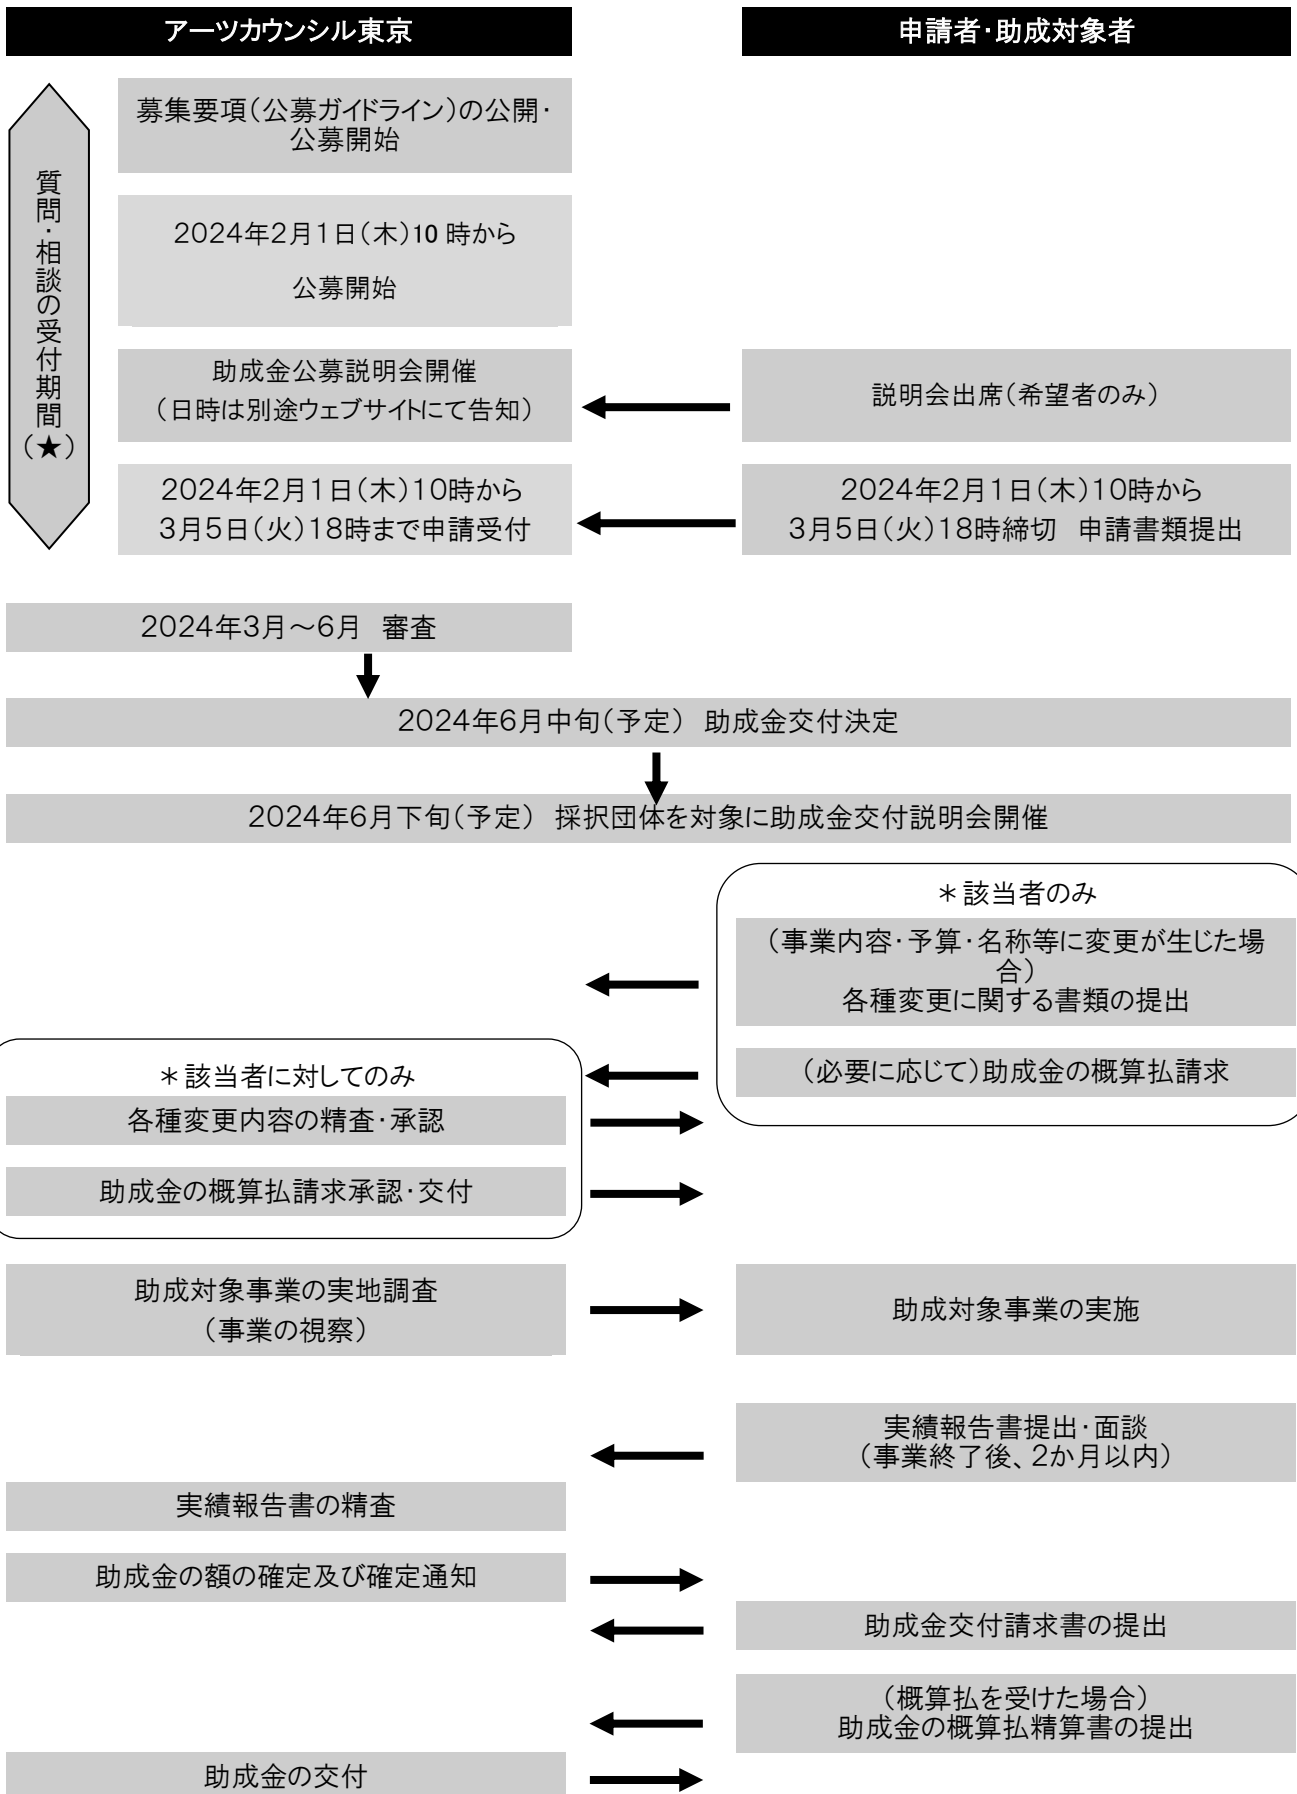 アーツカウンシル東京
申請者・助成対象者
質問・相談の受付期間(★)
募集要項(公募ガイドライン)の公開・
公募開始
2024年2月1日(木)10 時から
公募開始
助成金公募説明会開催
(日時は別途ウェブサイトにて告知)
説明会出席(希望者のみ)
2024年2月1日(木)10時から
3月5日(火)18時まで申請受付
2024年2月1日(木)10時から
3月5日(火)18時締切 申請書類提出
2024年3月~6月 審査
2024年6月中旬(予定) 助成金交付決定
2024年6月下旬(予定) 採択団体を対象に助成金交付説明会開催
*該当者のみ
(事業内容・予算・名称等に変更が生じた場
合)
各種変更に関する書類の提出
(必要に応じて)助成金の概算払請求
*該当者に対してのみ
各種変更内容の精査・承認
助成金の概算払請求承認・交付
助成対象事業の実地調査
(事業の視察)
助成対象事業の実施
実績報告書提出・面談
(事業終了後、2か月以内)
実績報告書の精査
助成金の額の確定及び確定通知
助成金交付請求書の提出
(概算払を受けた場合)
助成金の概算払精算書の提出
助成金の交付